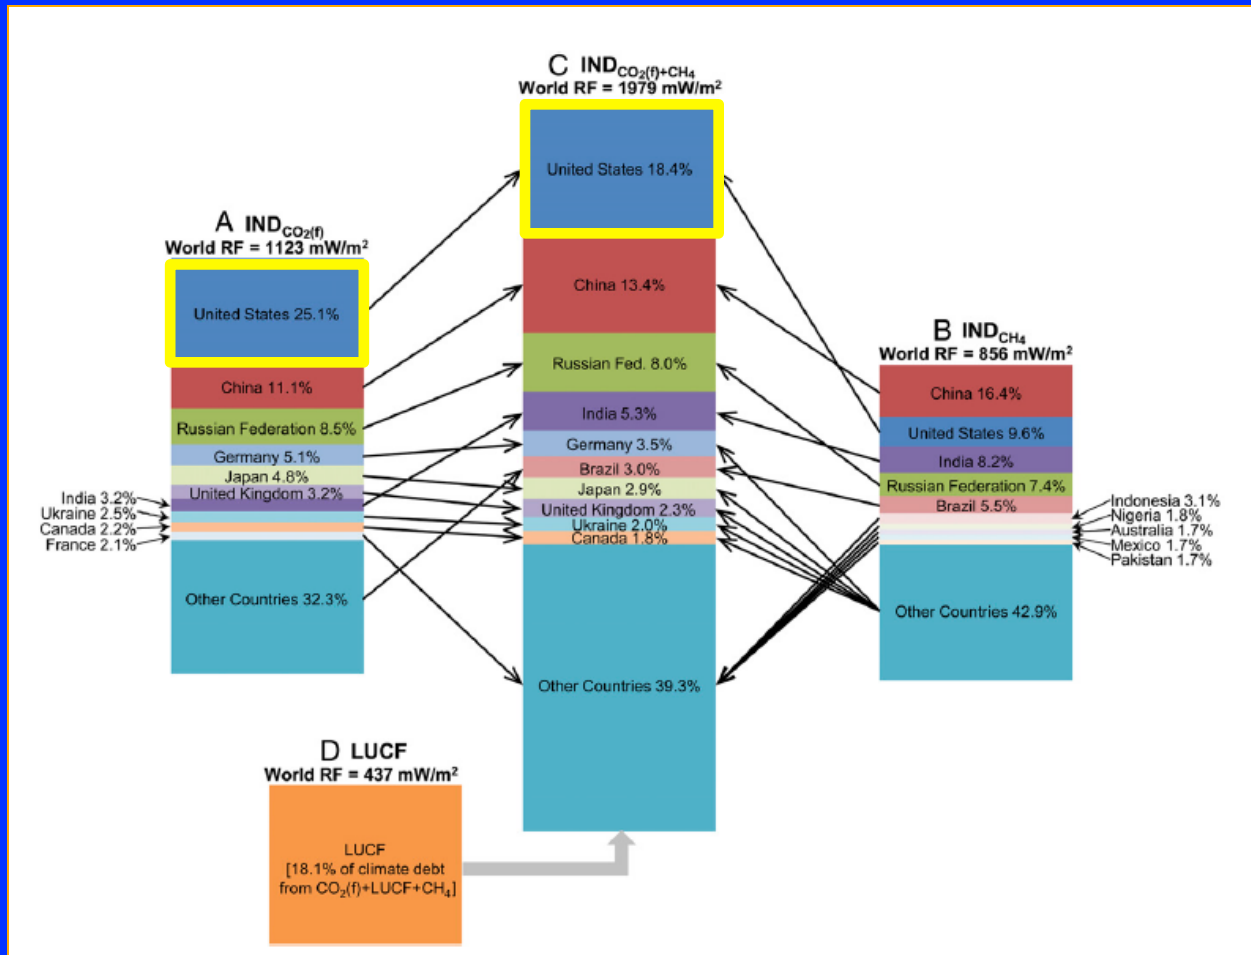 C IND CO₂(f)+CH₄
World RF = 1979 mW/m²
United States 18.4%
China 13.4%
Russian Fed. 8.0%
India 5.3%
Germany 3.5%
Brazil 3.0%
Japan 2.9%
United Kingdom 2.3%
Ukraine 2.0%
Canada 1.8%
Other Countries 39.3%
A IND CO₂(f)
World RF = 1123 mW/m²
United States 25.1%
China 11.1%
Russian Federation 8.5%
Germany 5.1%
Japan 4.8%
United Kingdom 3.2%
India 3.2%
Ukraine 2.5%
Canada 2.2%
France 2.1%
Other Countries 32.3%
B IND CH₄
World RF = 856 mW/m²
China 16.4%
United States 9.6%
India 8.2%
Russian Federation 7.4%
Brazil 5.5%
Indonesia 3.1%
Nigeria 1.8%
Australia 1.7%
Mexico 1.7%
Pakistan 1.7%
Other Countries 42.9%
D LUCF
World RF = 437 mW/m²
LUCF
[18.1% of climate debt
from CO₂(f)+LUCF+CH₄]